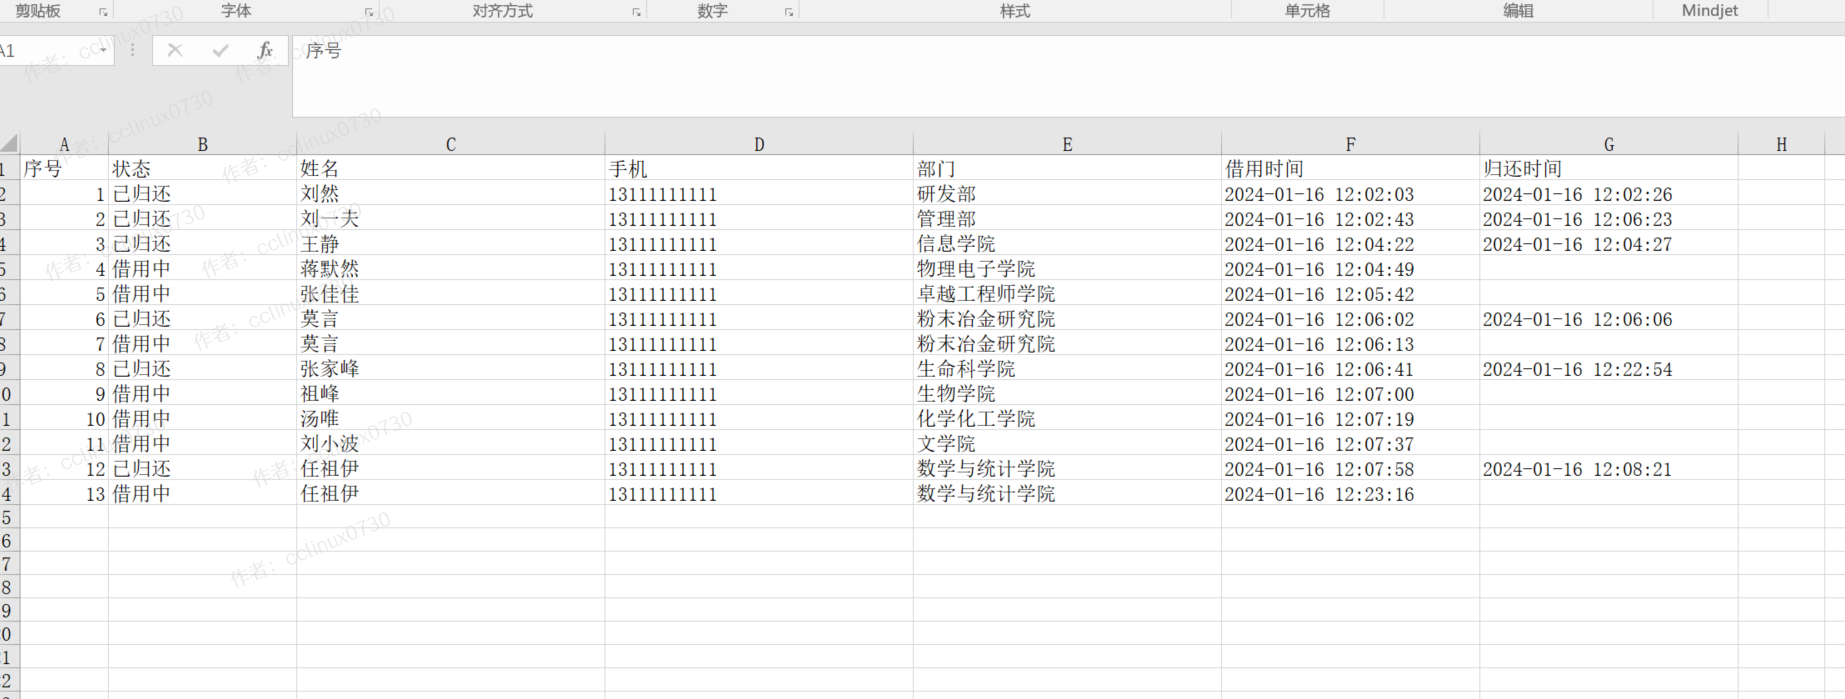 剪贴板 字体 对齐方式 数字 样式 单元格 编辑 Mindjet
A1 fx 序号
A B C D E F G H
1 序号 状态 姓名 手机 部门 借用时间 归还时间
2 1 已归还 刘然 13111111111 研发部 2024-01-16 12:02:03 2024-01-16 12:02:26
3 2 已归还 刘一夫 13111111111 管理部 2024-01-16 12:02:43 2024-01-16 12:06:23
4 3 已归还 王静 13111111111 信息学院 2024-01-16 12:04:22 2024-01-16 12:04:27
5 4 借用中 蒋默然 13111111111 物理电子学院 2024-01-16 12:04:49
6 5 借用中 张佳佳 13111111111 卓越工程师学院 2024-01-16 12:05:42
7 6 已归还 莫言 13111111111 粉末冶金研究院 2024-01-16 12:06:02 2024-01-16 12:06:06
8 7 借用中 莫言 13111111111 粉末冶金研究院 2024-01-16 12:06:13
9 8 已归还 张家峰 13111111111 生命科学院 2024-01-16 12:06:41 2024-01-16 12:22:54
0 9 借用中 祖峰 13111111111 生物学院 2024-01-16 12:07:00
1 10 借用中 汤唯 13111111111 化学化工学院 2024-01-16 12:07:19
2 11 借用中 刘小波 13111111111 文学院 2024-01-16 12:07:37
3 12 已归还 任祖伊 13111111111 数学与统计学院 2024-01-16 12:07:58 2024-01-16 12:08:21
4 13 借用中 任祖伊 13111111111 数学与统计学院 2024-01-16 12:23:16
5
6
7
8
9
0
1
2
作者：cclinux0730